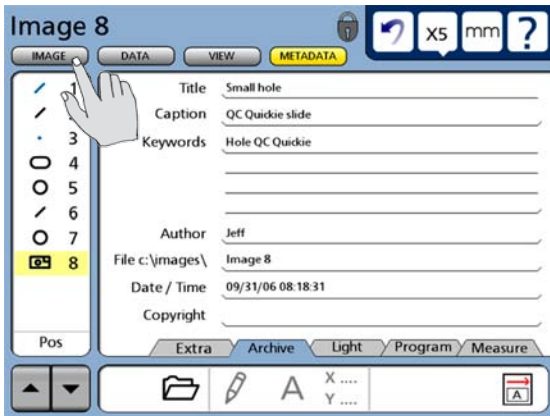 Image 8
X5 mm ?
IMAGE DATA VIEW METADATA
1
3
4
5
6
7
8
Pos
Title Small hole
Caption QC Quickie slide
Keywords Hole QC Quickie
Author Jeff
File c:\images\ Image 8
Date / Time 09/31/06 08:18:31
Copyright
Extra Archive Light Program Measure
A X ....
Y ....
A